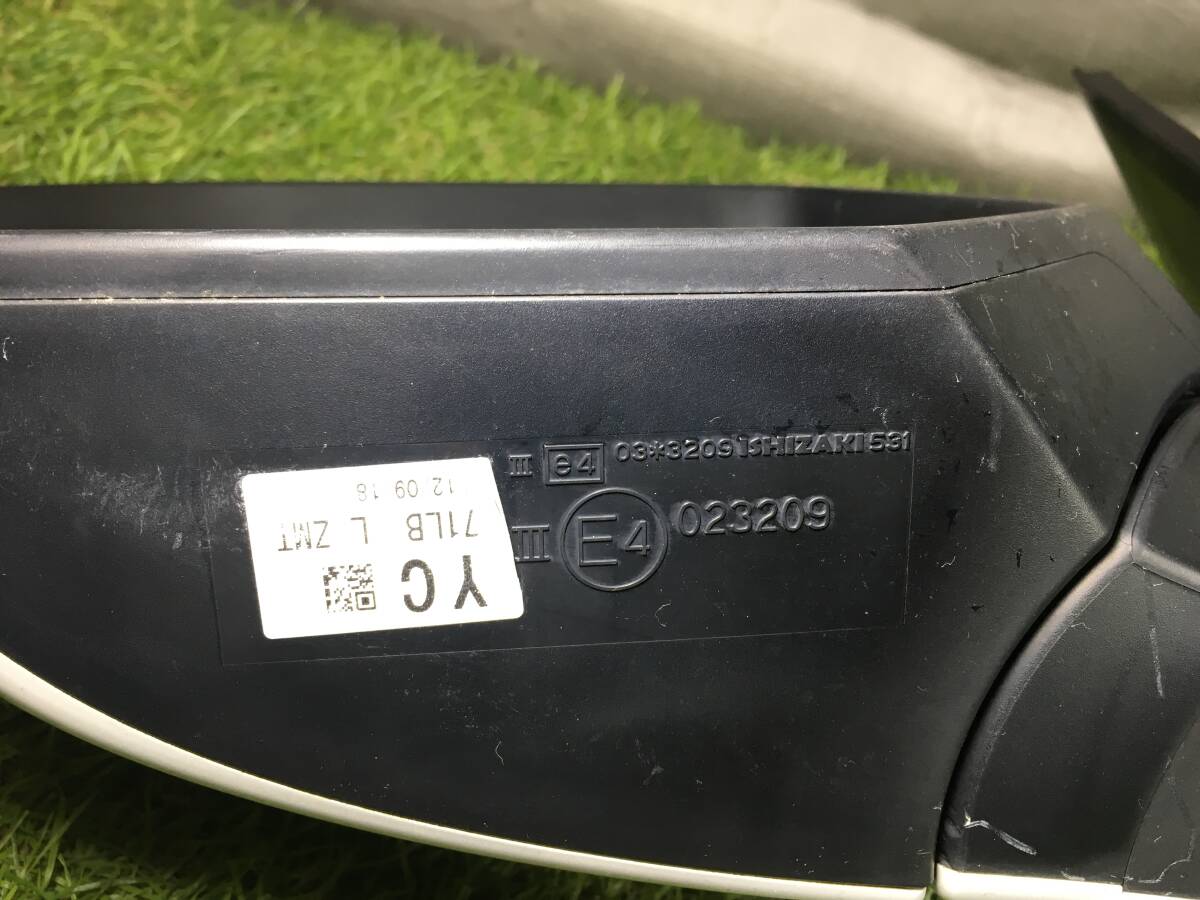 III e4 03*3209 ISHIZAKI 531
III E4 023209
YC
71LB L ZMT
12 09 18